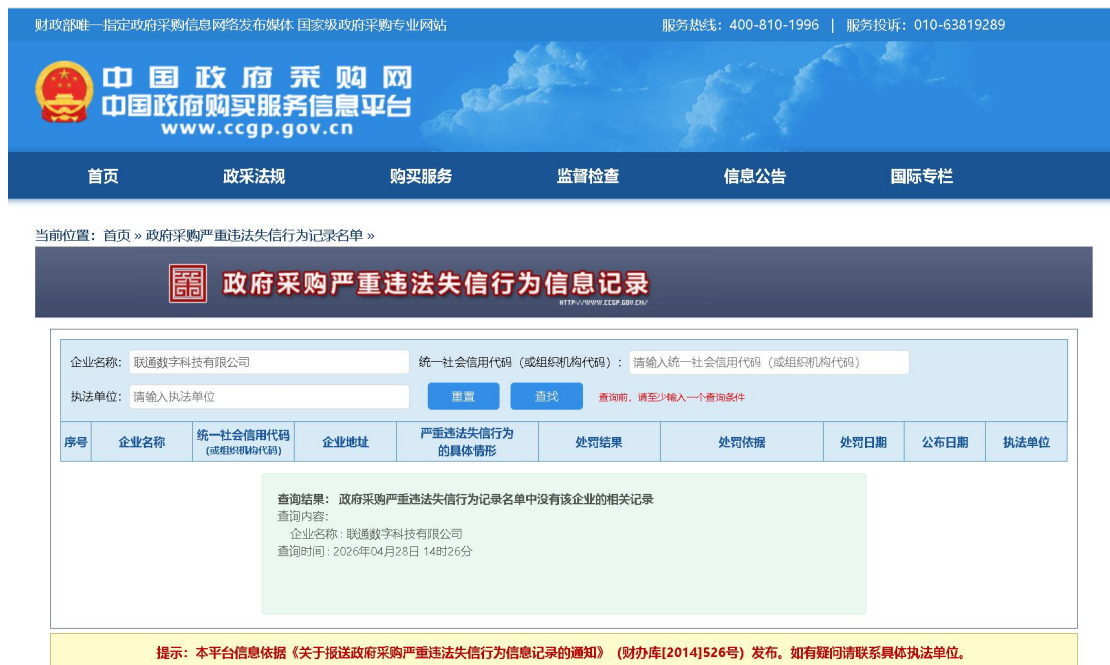 财政部唯一指定政府采购信息网络发布媒体 国家级政府采购专业网站
服务热线：400-810-1996 | 服务投诉：010-63819289
中国政府采购网
中国政府购买服务信息平台
www.ccgp.gov.cn
首页 政采法规 购买服务 监督检查 信息公告 国际专栏
当前位置：首页 » 政府采购严重违法失信行为记录名单 »
政府采购严重违法失信行为信息记录
HTTP://WWW.CCGP.GOV.CN/
企业名称： 联通数字科技有限公司 统一社会信用代码（或组织机构代码）： 请输入统一社会信用代码（或组织机构代码）
执法单位： 请输入执法单位 重置 查找 查询前，请至少输入一个查询条件
序号 企业名称 统一社会信用代码（或组织机构代码） 企业地址 严重违法失信行为的具体情形 处罚结果 处罚依据 处罚日期 公布日期 执法单位
查询结果： 政府采购严重违法失信行为记录名单中没有该企业的相关记录
查询内容：
企业名称 : 联通数字科技有限公司
查询时间 : 2026年04月28日 14时26分
提示：本平台信息依据《关于报送政府采购严重违法失信行为信息记录的通知》（财办库[2014]526号）发布。如有疑问请联系具体执法单位。